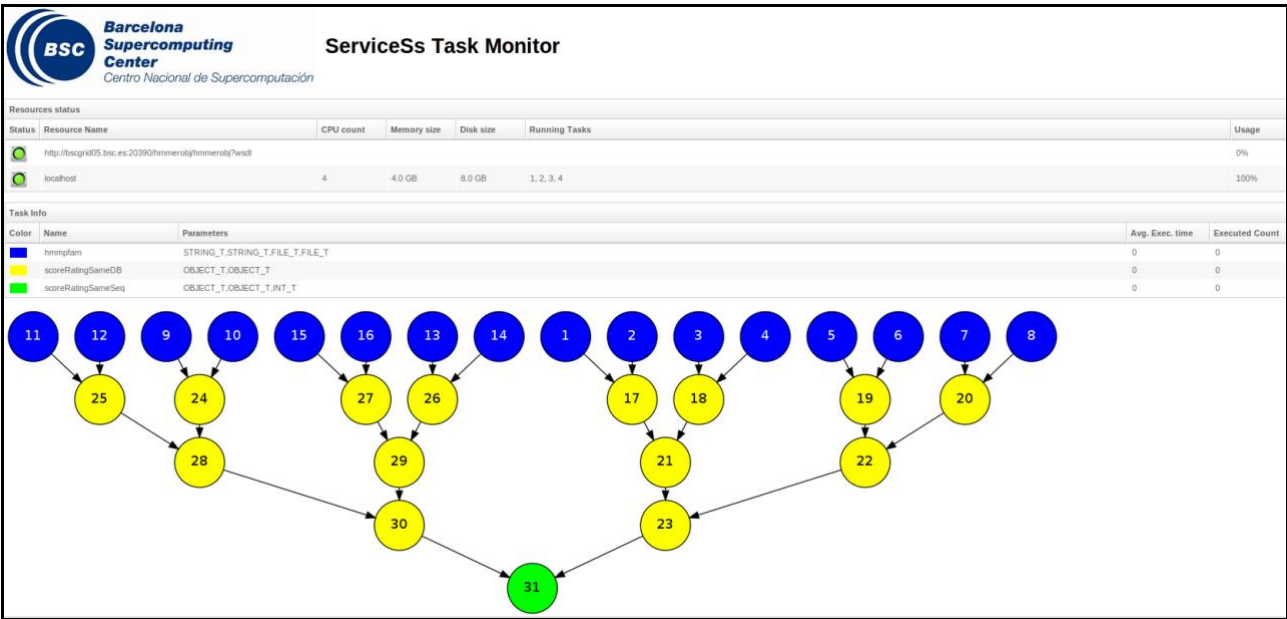 BSC
Barcelona
Supercomputing
Center
Centro Nacional de Supercomputación
ServiceSs Task Monitor
Resources status
Status Resource Name CPU count Memory size Disk size Running Tasks Usage
http://bscgrid05.bsc.es:20390/hmmerobj/hmmerobj?wsdl 0%
localhost 4 4.0 GB 8.0 GB 1, 2, 3, 4 100%
Task Info
Color Name Parameters Avg. Exec. time Executed Count
hmmpfam STRING_T,STRING_T,FILE_T,FILE_T 0 0
scoreRatingSameDB OBJECT_T,OBJECT_T 0 0
scoreRatingSameSeq OBJECT_T,OBJECT_T,INT_T 0 0
11 12 9 10 15 16 13 14 1 2 3 4 5 6 7 8
25 24 27 26 17 18 19 20
28 29 21 22
30 23
31